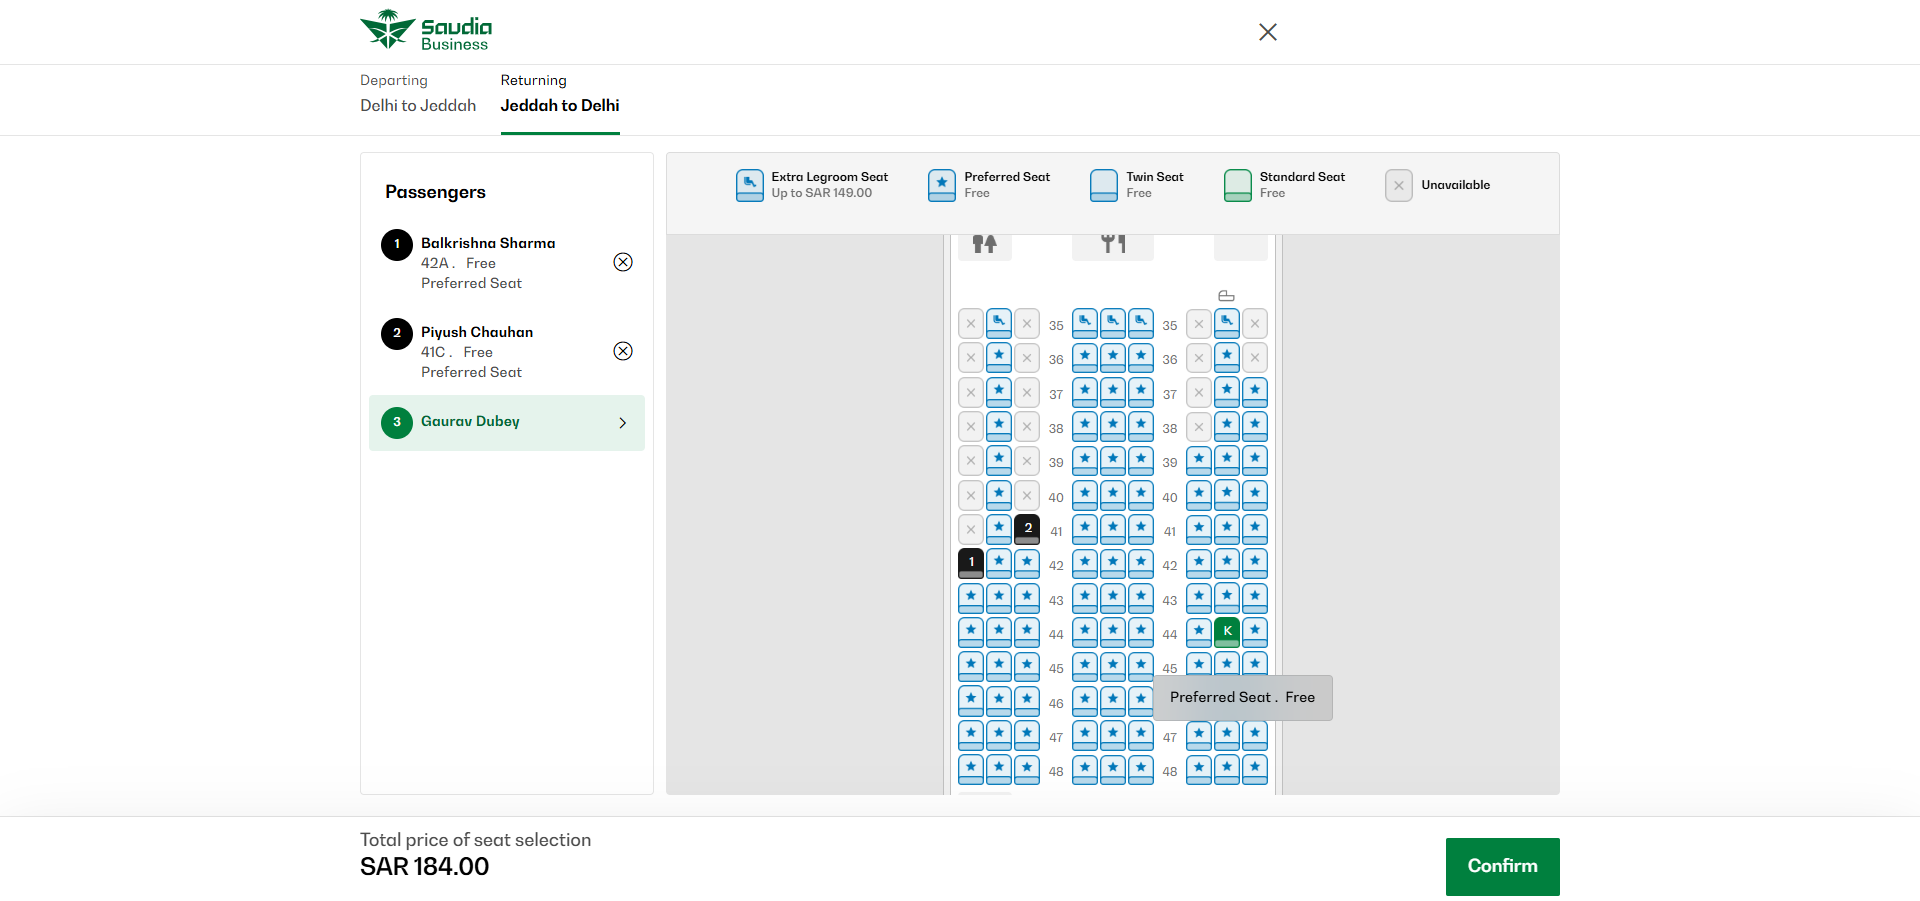 Saudia
Business
Departing
Delhi to Jeddah
Returning
Jeddah to Delhi
Passengers
1
Balkrishna Sharma
42A . Free
Preferred Seat
2
Piyush Chauhan
41C . Free
Preferred Seat
3
Gaurav Dubey
Extra Legroom Seat
Up to SAR 149.00
Preferred Seat
Free
Twin Seat
Free
Standard Seat
Free
Unavailable
35 35
36 36
37 37
38 38
39 39
40 40
2 41 41
1 42 42
43 43
44 44 K
45 45
46
Preferred Seat . Free
47 47
48 48
Total price of seat selection
SAR 184.00
Confirm